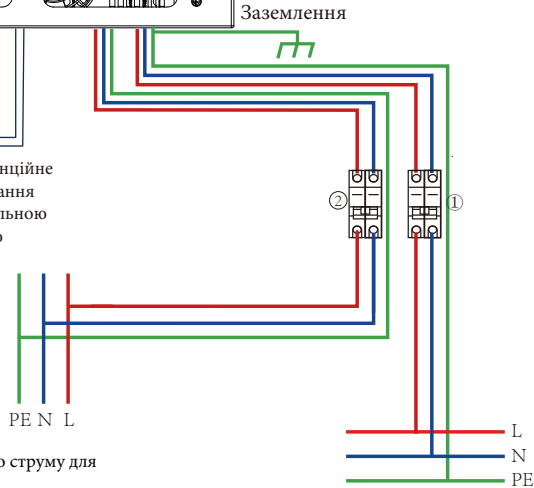 Заземлення
нційне
ання
льною
②
①
PE N L
L
о струму для
N
PE